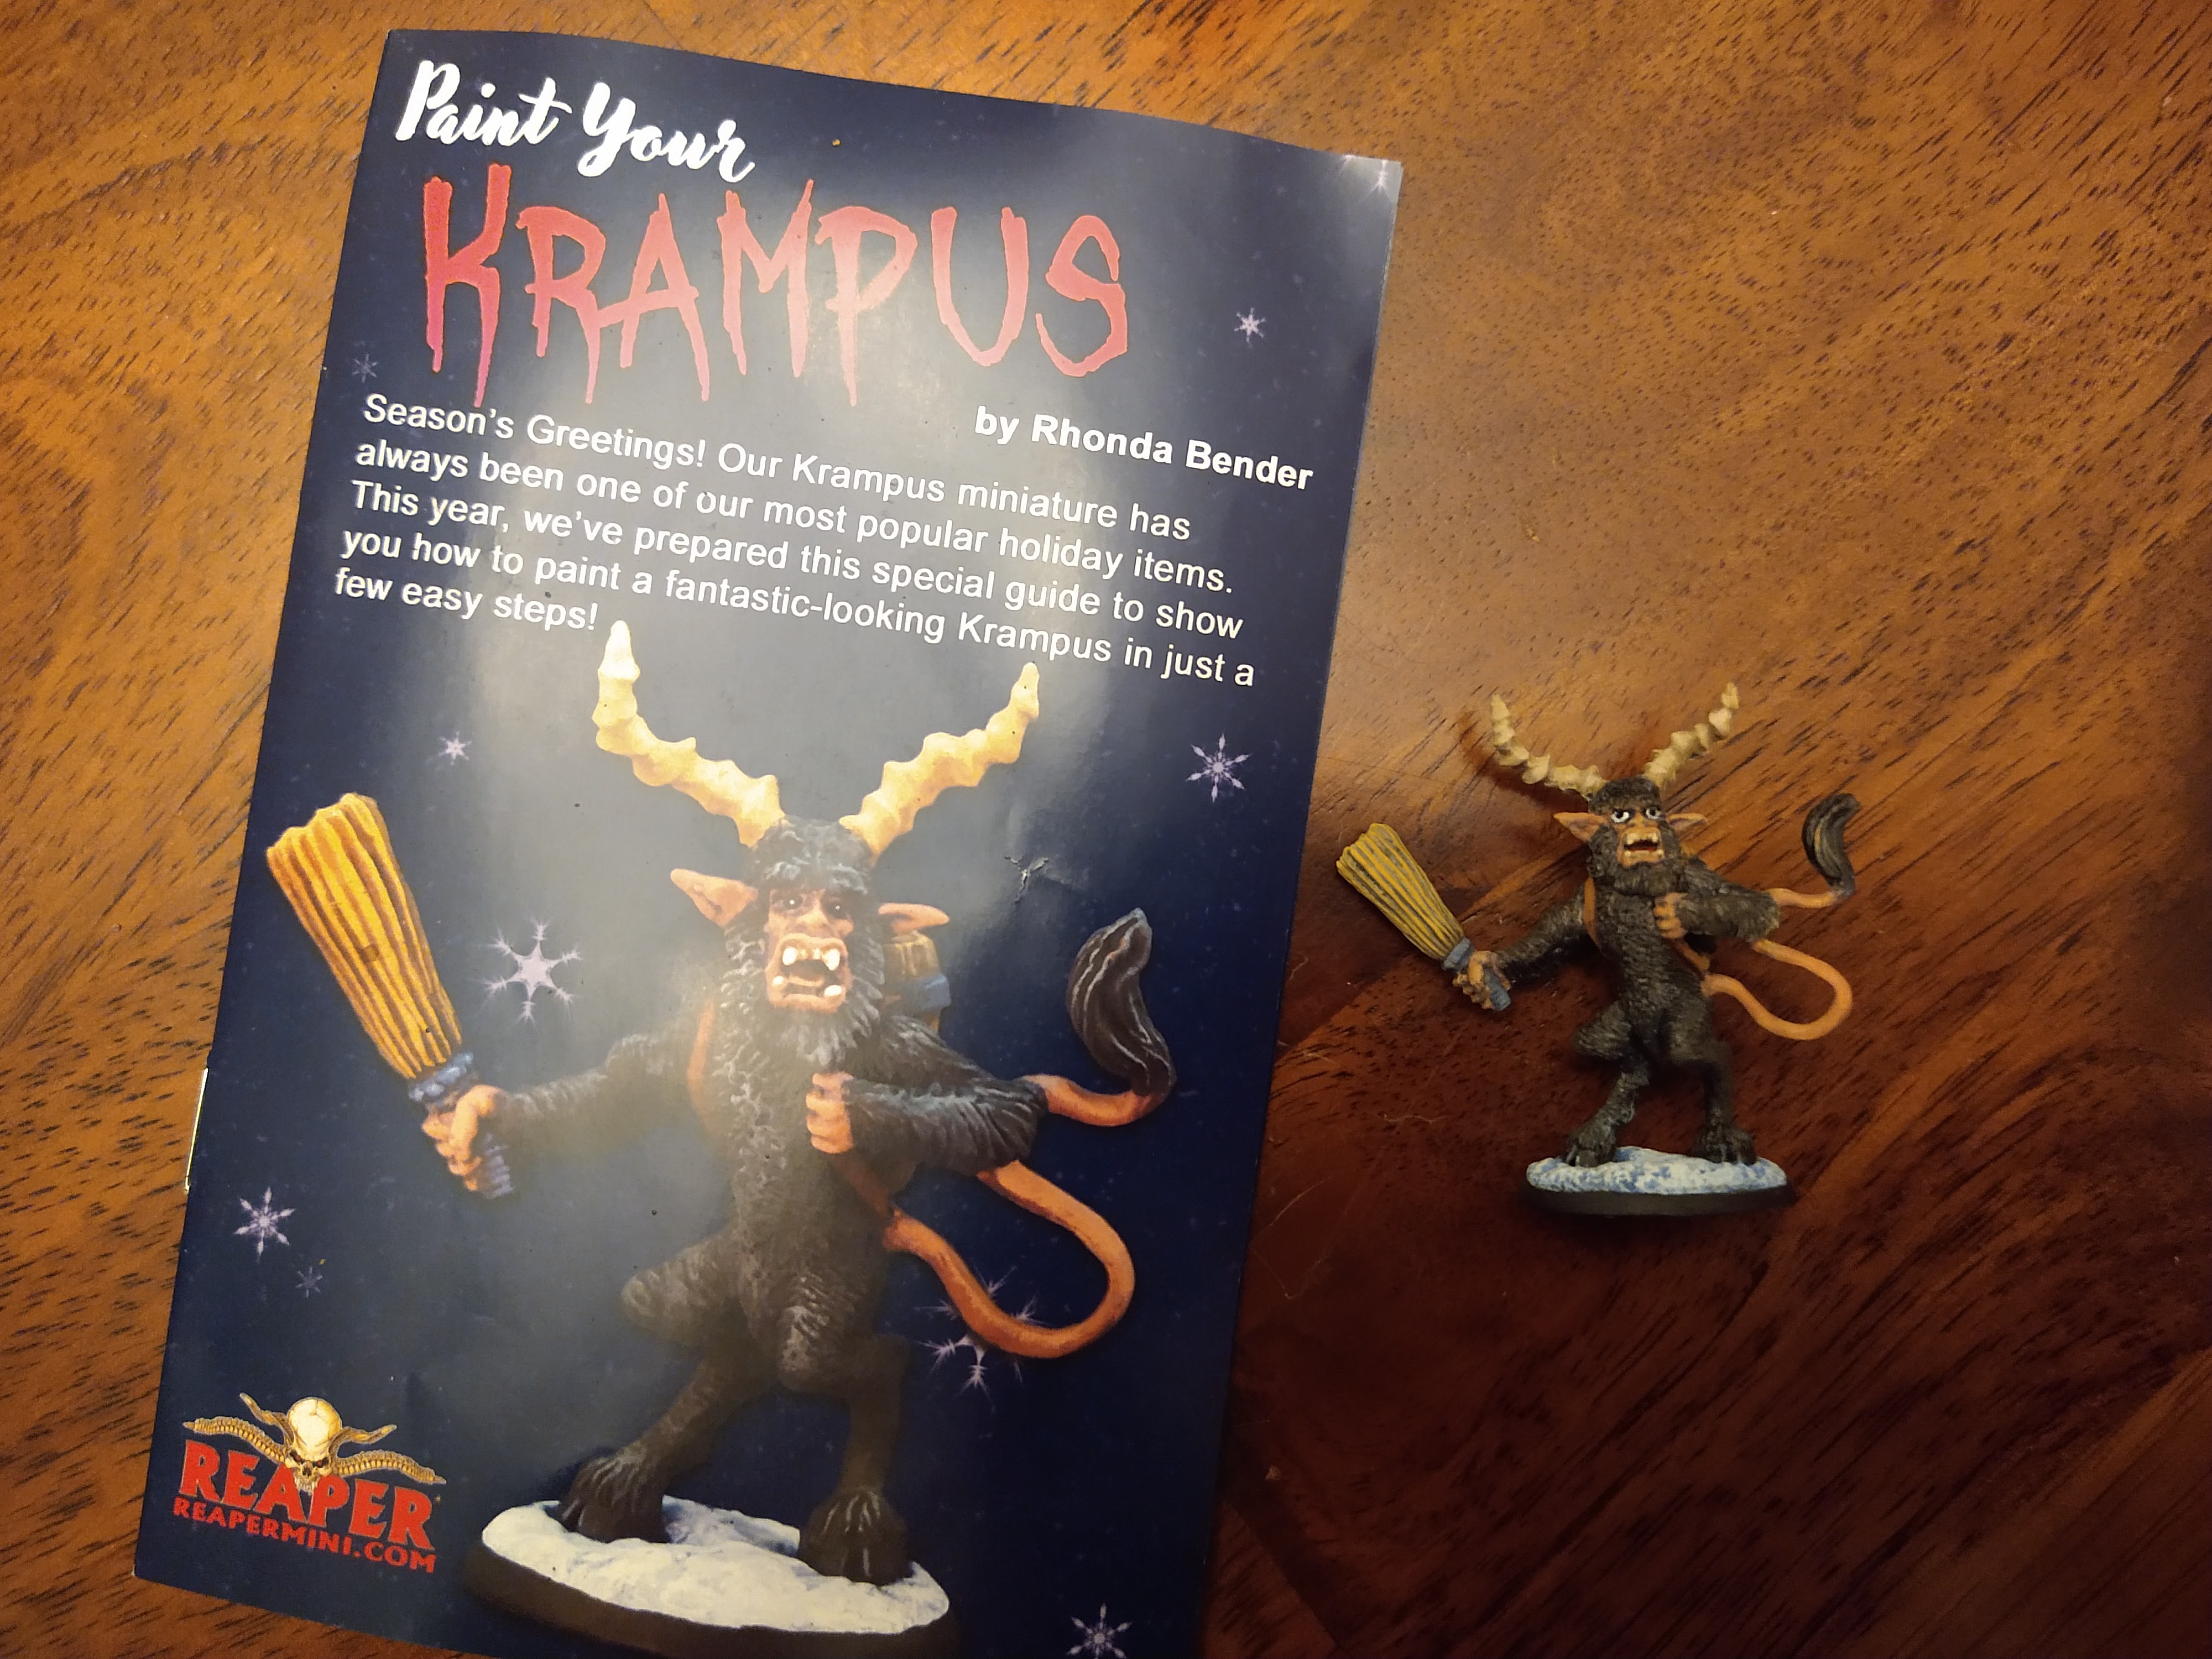 Paint Your
KRAMPUS
by Rhonda Bender
Season's Greetings! Our Krampus miniature has
always been one of our most popular holiday items.
This year, we've prepared this special guide to show
you how to paint a fantastic-looking Krampus in just a
few easy steps!
REAPER
REAPERMINI.COM